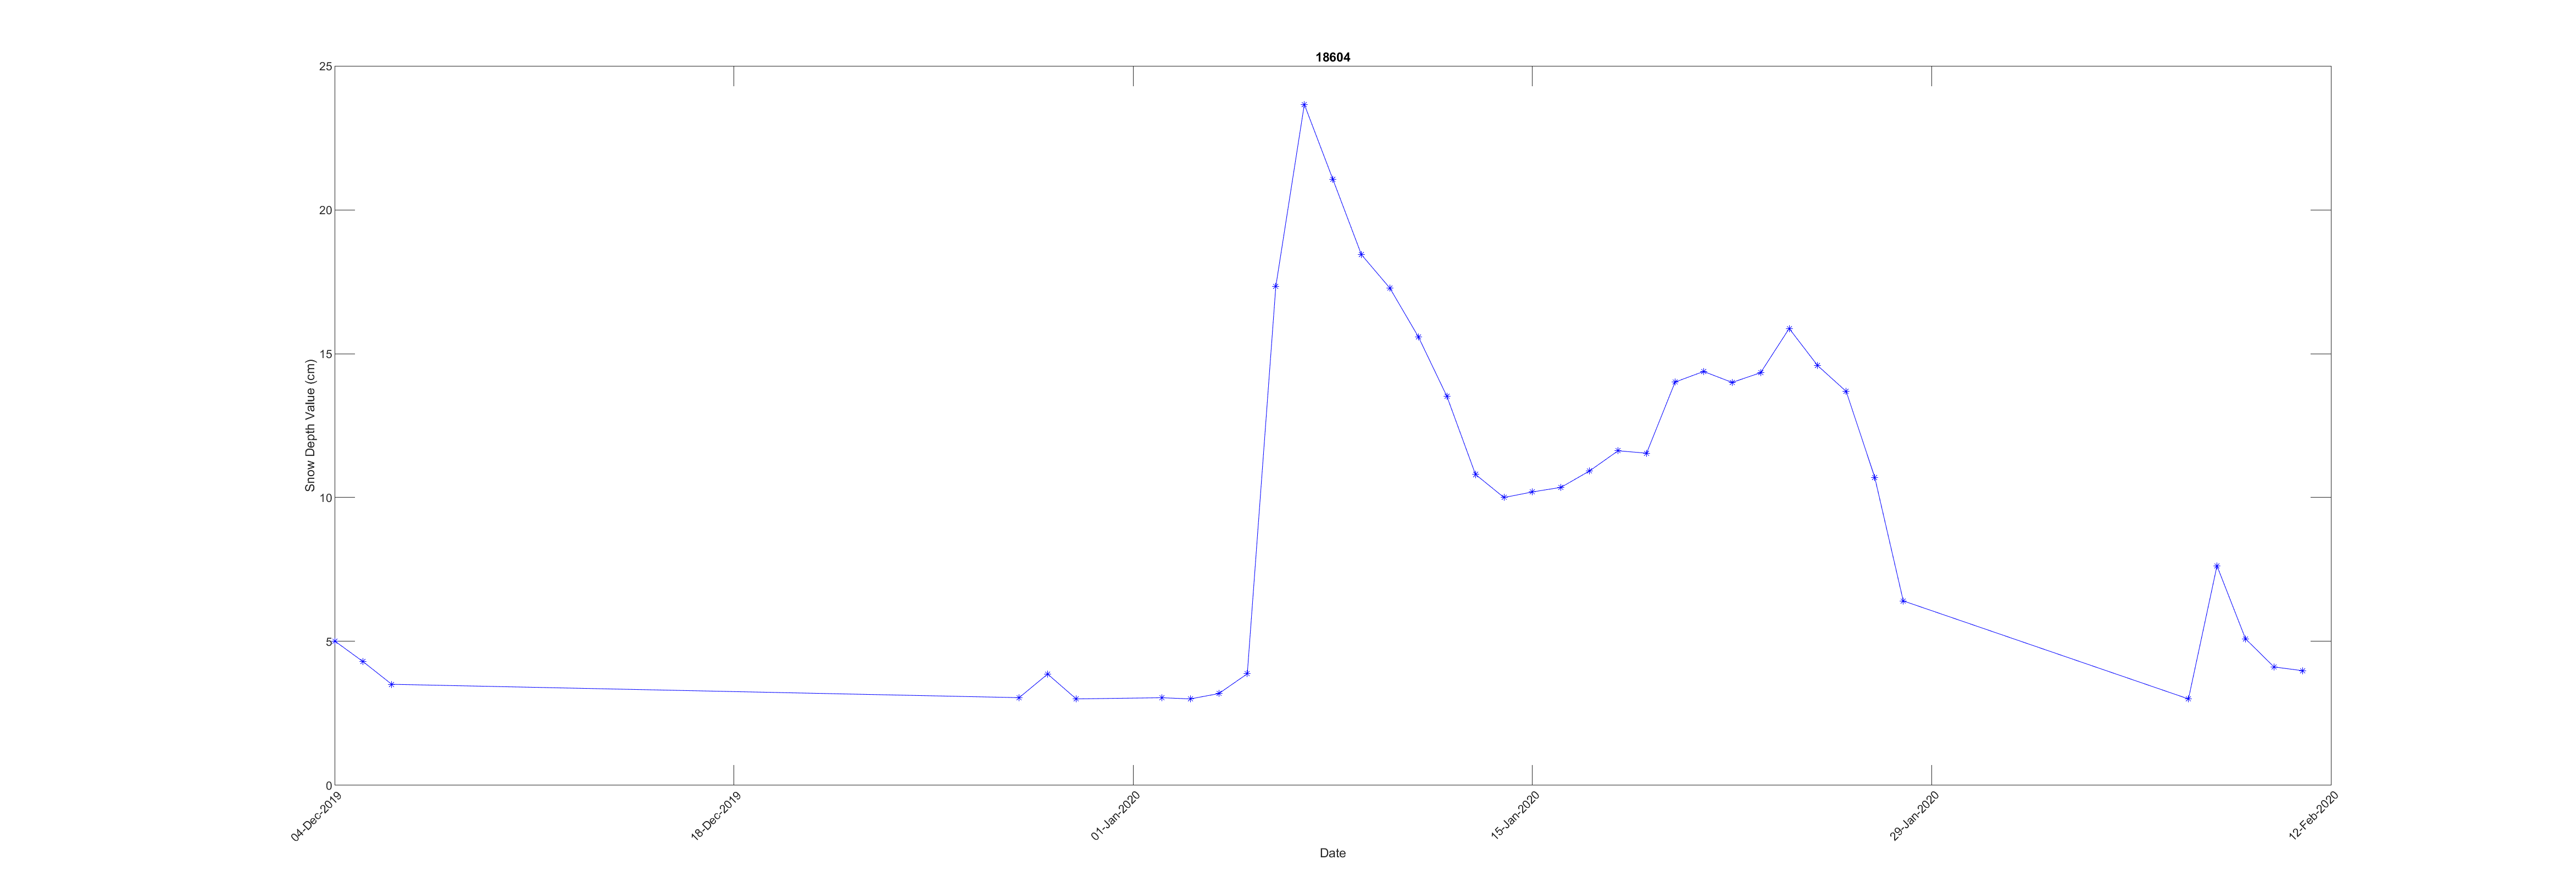 18604
25
20
15
10
5
0
Snow Depth Value (cm)
04-Dec-2019
18-Dec-2019
01-Jan-2020
15-Jan-2020
29-Jan-2020
12-Feb-2020
Date